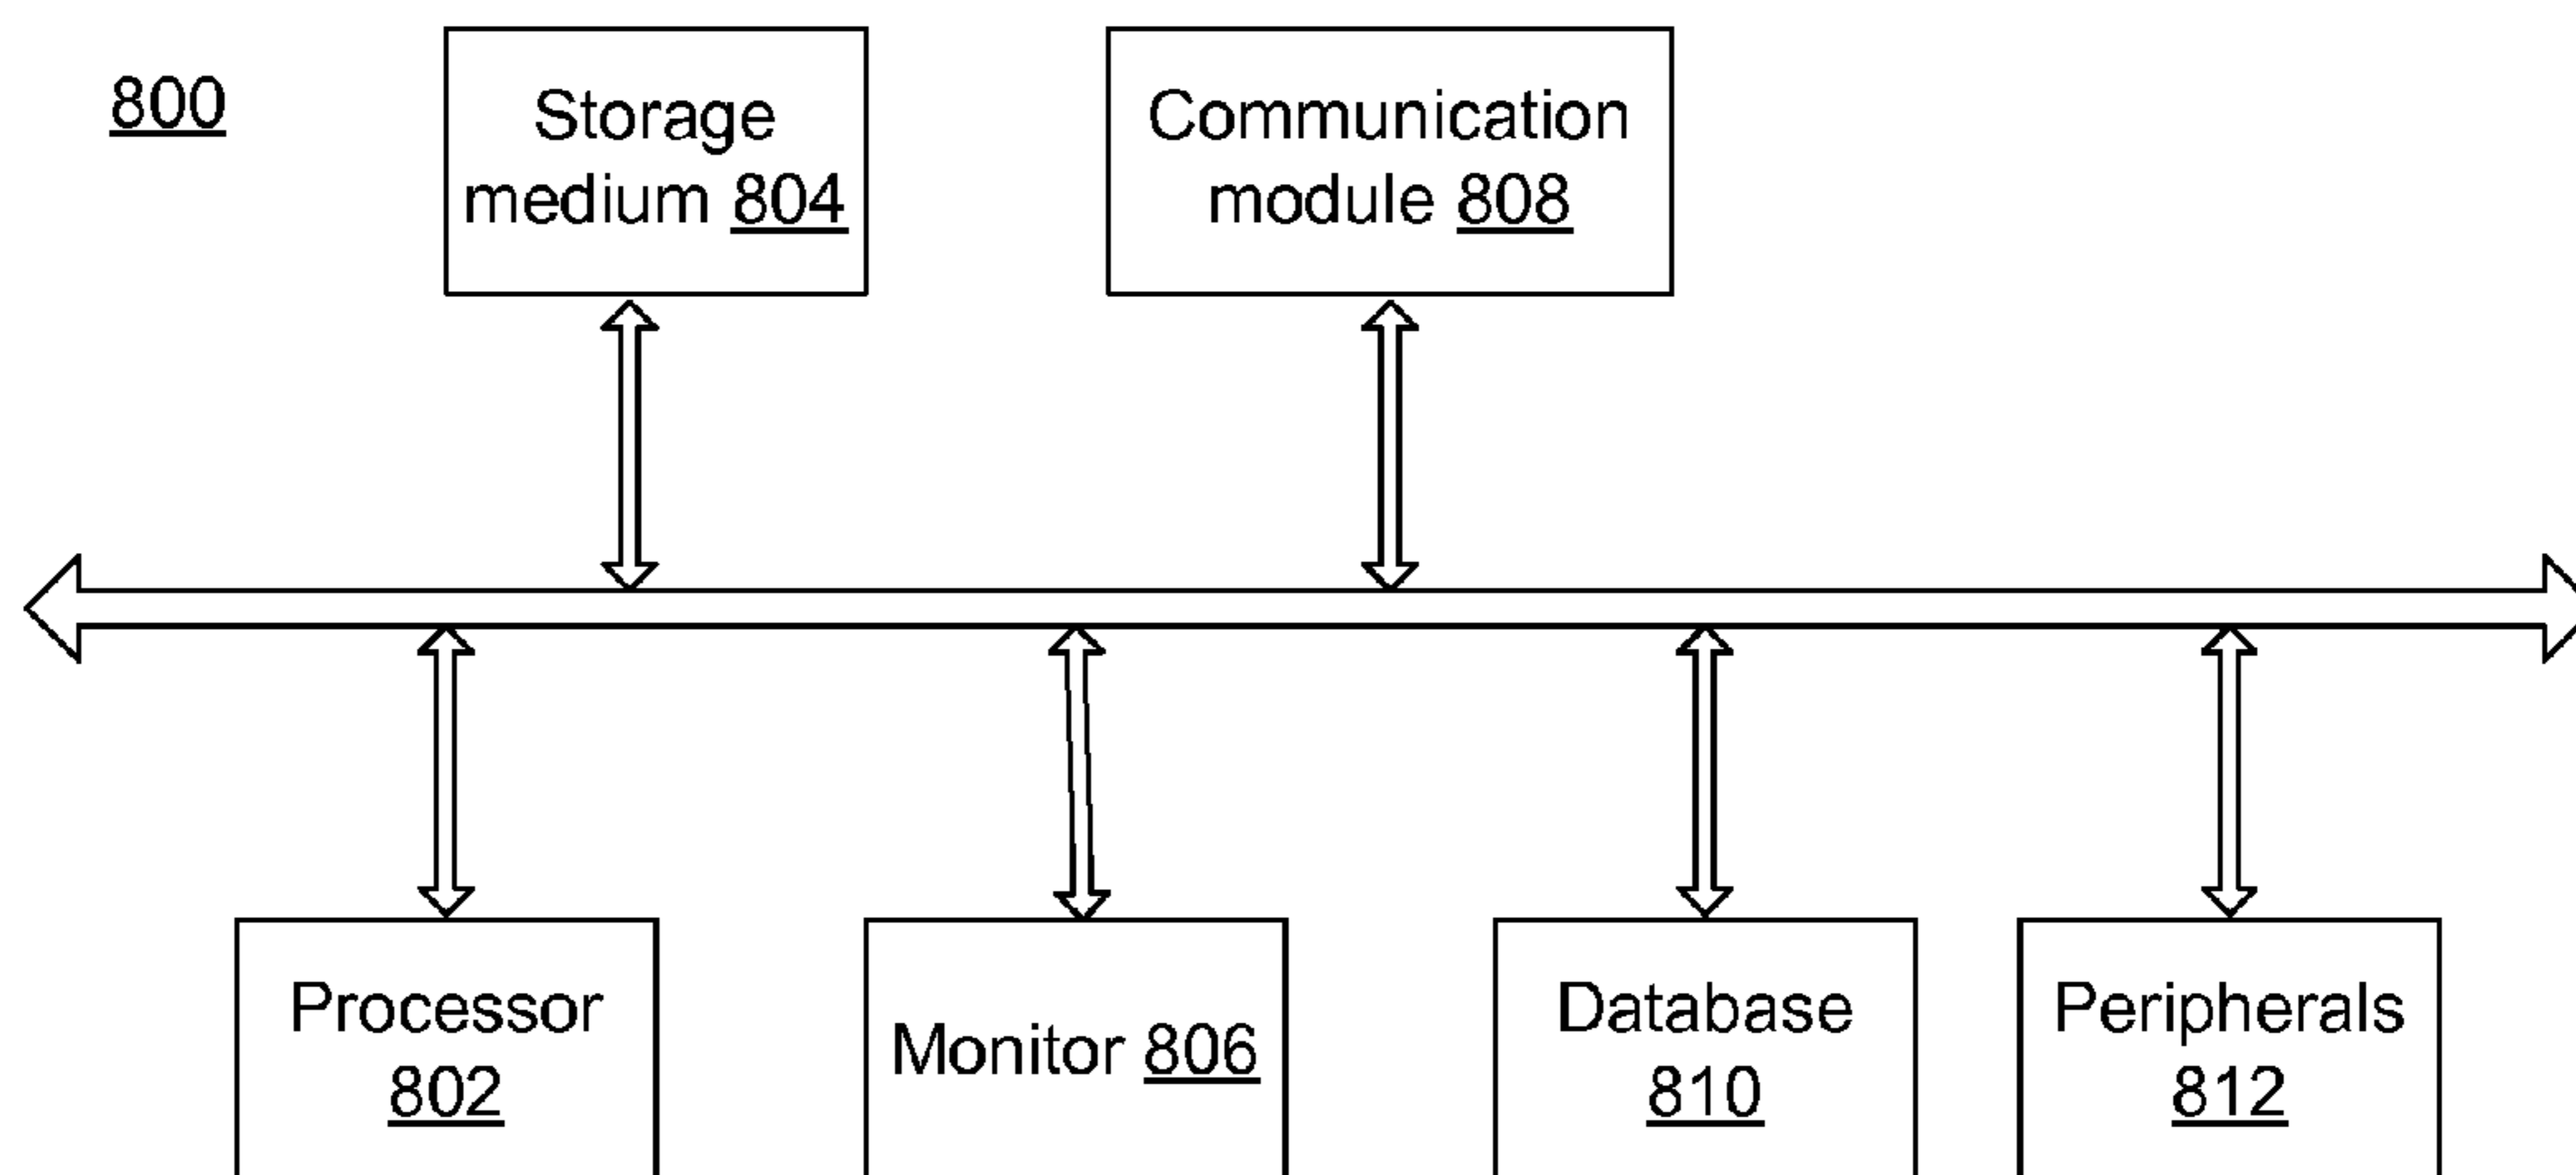 800
Storage
medium 804
Communication
module 808
Processor
802
Monitor 806
Database
810
Peripherals
812